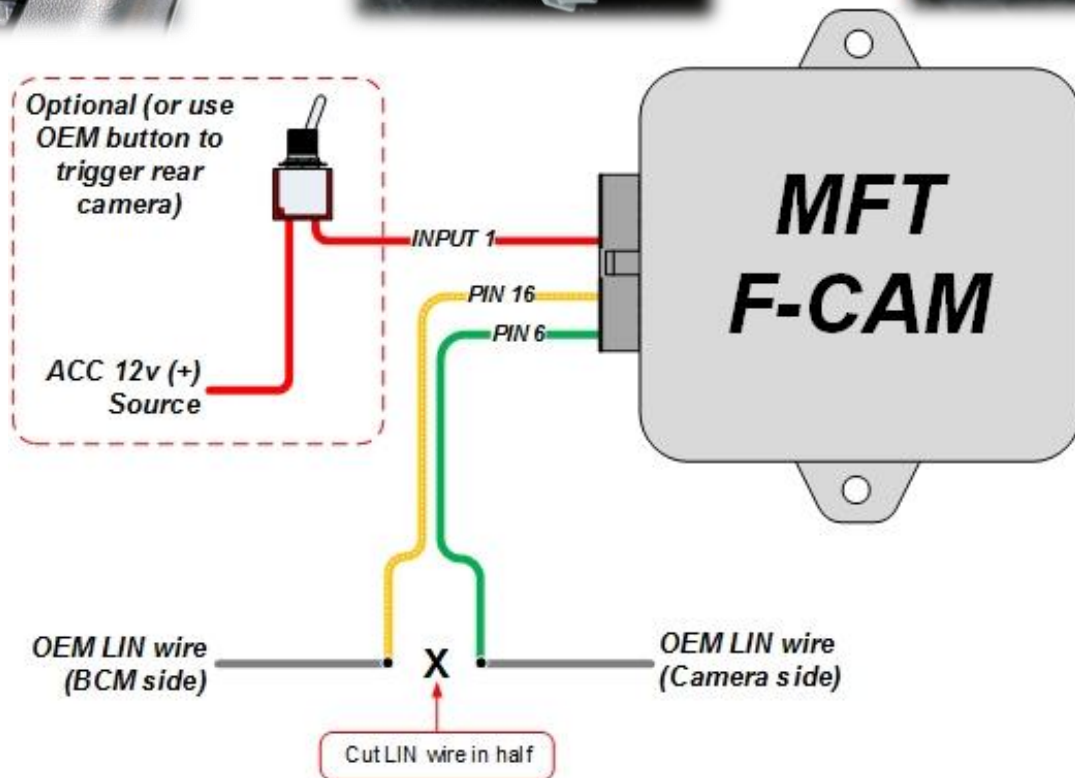 Optional (or use
OEM button to
trigger rear
camera)
MFT
F-CAM
INPUT 1
PIN 16
PIN 6
ACC 12v (+)
Source
OEM LIN wire
(BCM side)
X
OEM LIN wire
(Camera side)
Cut LIN wire in half